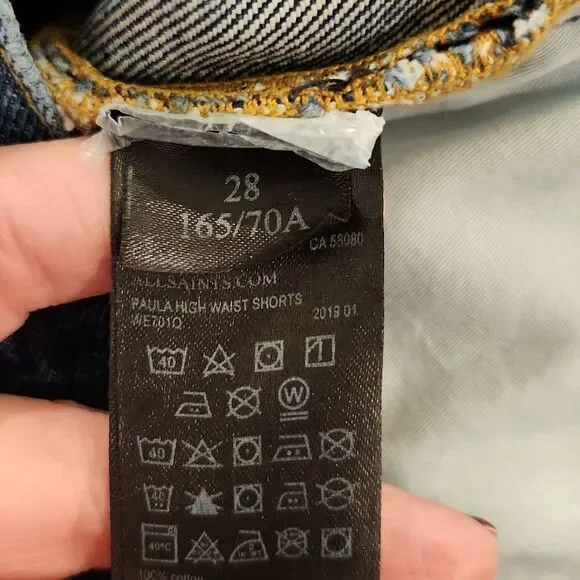 28
165/70A
CA 58080
ALLSAINTS.COM
PAULA HIGH WAIST SHORTS
WE701Q 2019 01
40
W
40
40
40°C
100% cotton